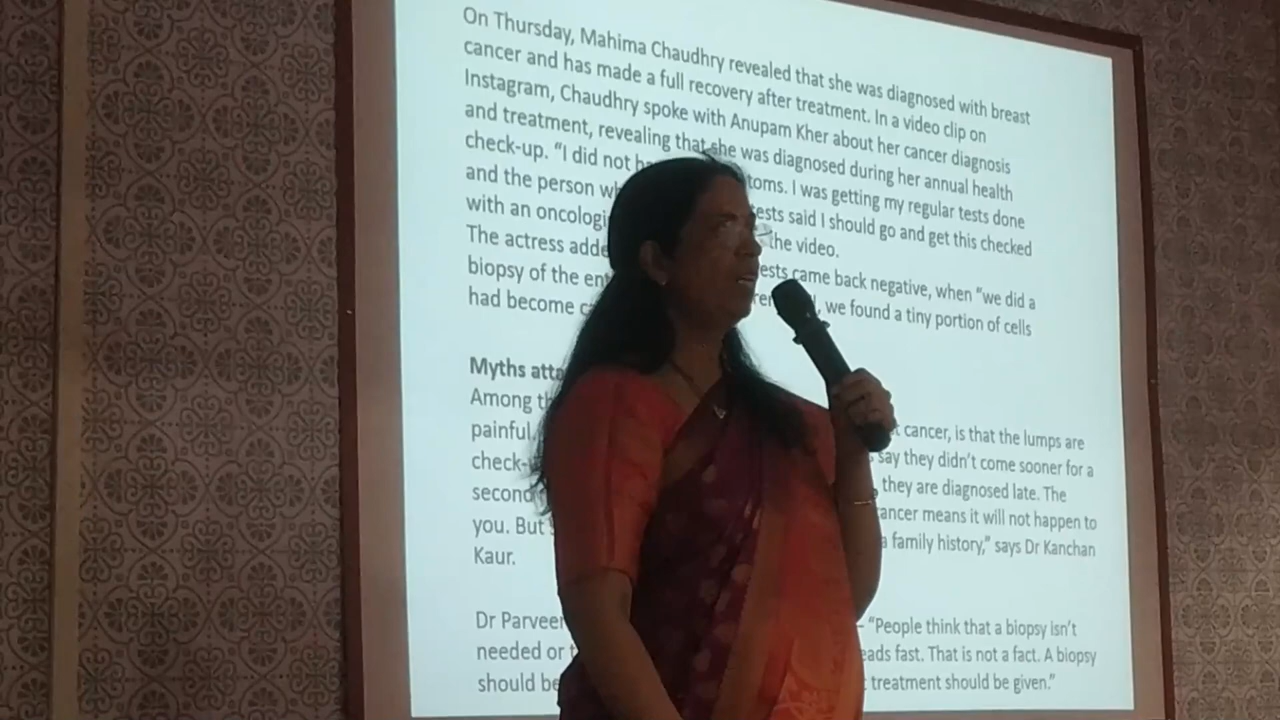 On Thursday, Mahima Chaudhry revealed that she was diagnosed with breast
cancer and has made a full recovery after treatment. In a video clip on
Instagram, Chaudhry spoke with Anupam Kher about her cancer diagnosis
and treatment, revealing that she was diagnosed during her annual health
check-up. "I did not toms. I was getting my regular tests done
and the person ests said I should go and get this checked
with an the video.
The actress ests came back negative, when "we did a
biopsy of the , we found a tiny portion of cells
had become
Myths
Among cancer, is that the lumps are
painful say they didn't come sooner for a
check- they are diagnosed late. The
second ancer means it will not happen to
you. But a family history," says Dr Kanchan
Kaur.
Dr – "People think that a biopsy isn't
needed or eads fast. That is not a fact. A biopsy
should treatment should be given."